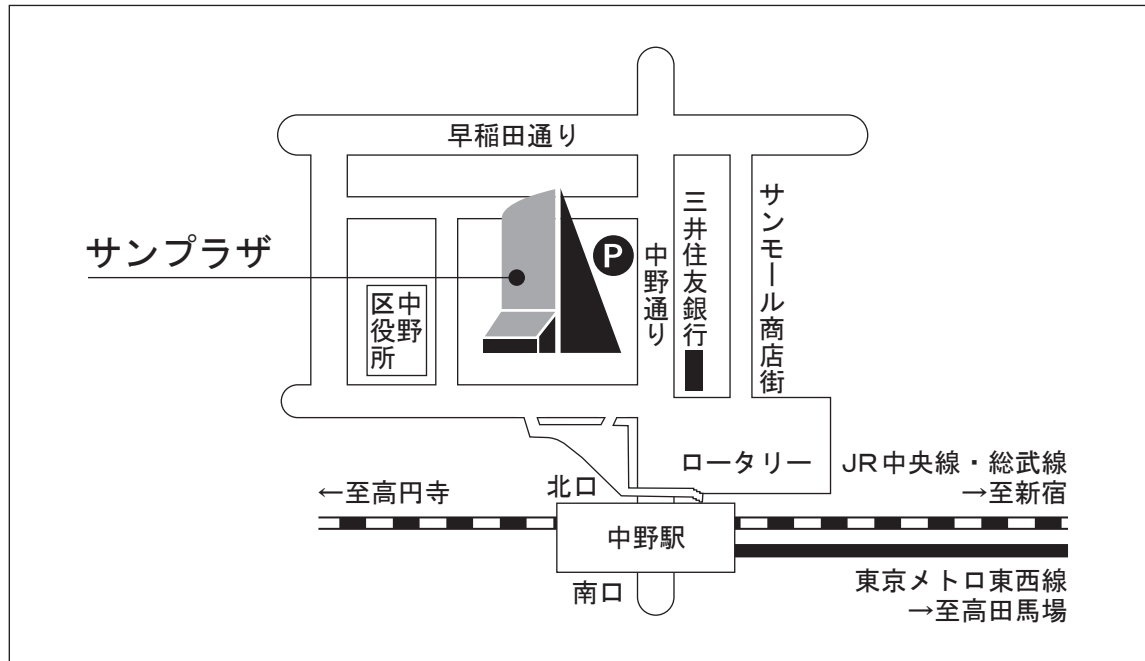 早稲田通り
サンプラザ
P
中野
区役所
中野通り
三井住友銀行
サンモール商店街
ロータリー
JR中央線・総武線
→至新宿
←至高円寺
北口
中野駅
南口
東京メトロ東西線
→至高田馬場